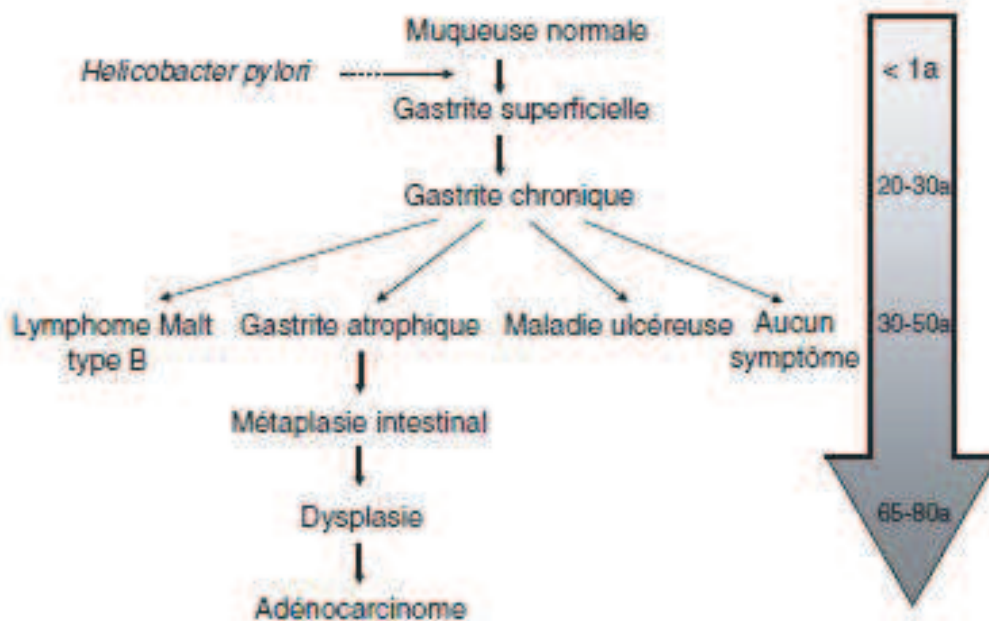 Muqueuse normale
Helicobacter pylori
< 1a
Gastrite superficielle
Gastrite chronique
20-30a
Lymphome Malt
type B
Gastrite atrophique
Maladie ulcéreuse
Aucun
symptôme
30-50a
Métaplasie intestinal
Dysplasie
65-80a
Adénocarcinome